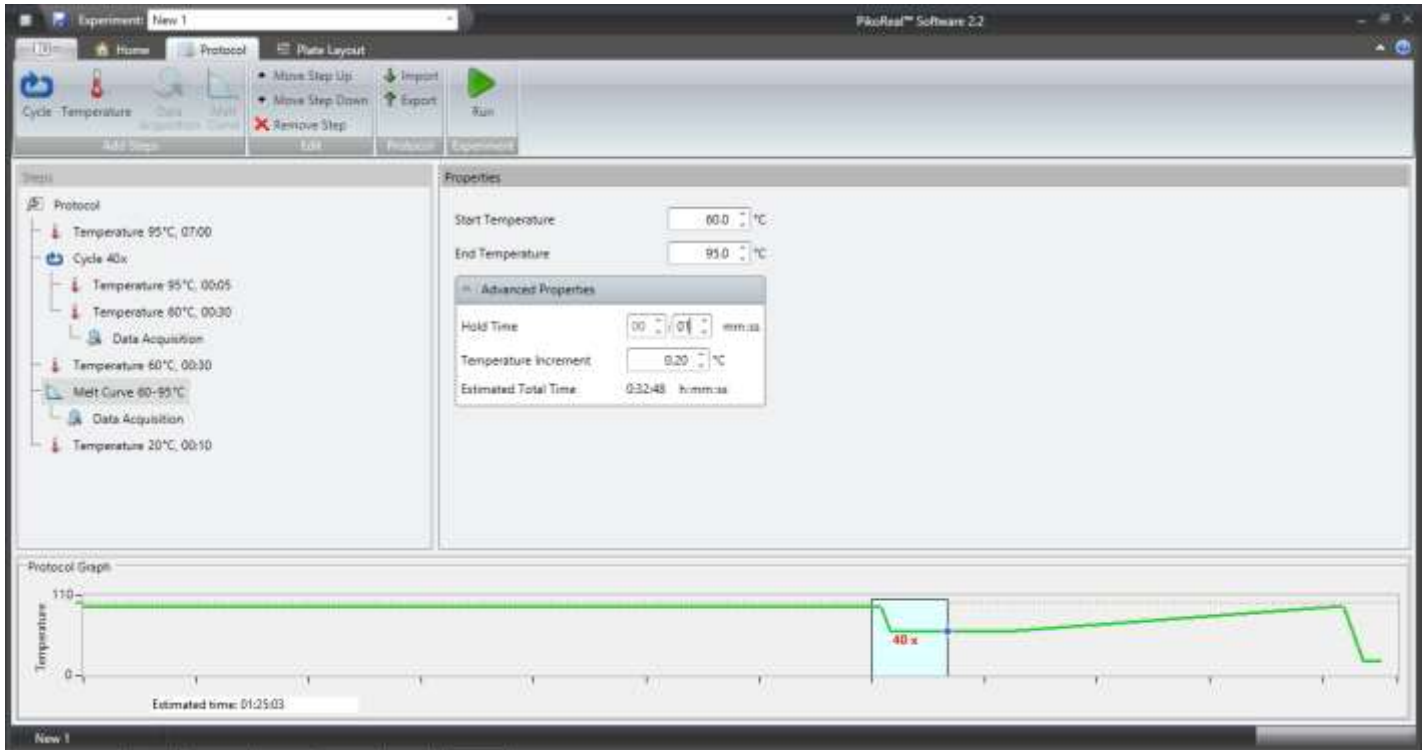 Experiment: New 1
PikoReal™ Software 2.2
Home
Protocol
Plate Layout
Cycle
Temperature
Data Acquisition
Melt Curve
Move Step Up
Move Step Down
Remove Step
Import
Export
Run
Add Steps
Edit
Protocol
Experiment
Steps
Protocol
Temperature 95°C, 07:00
Cycle 40x
Temperature 95°C, 00:05
Temperature 60°C, 00:30
Data Acquisition
Temperature 60°C, 00:30
Melt Curve 60-95°C
Data Acquisition
Temperature 20°C, 00:10
Properties
Start Temperature 60.0 °C
End Temperature 95.0 °C
Advanced Properties
Hold Time 00 : 01 mm:ss
Temperature Increment 0.20 °C
Estimated Total Time 0:32:48 h:mm:ss
Protocol Graph
110
Temperature
40 x
0
Estimated time: 01:25:03
New 1